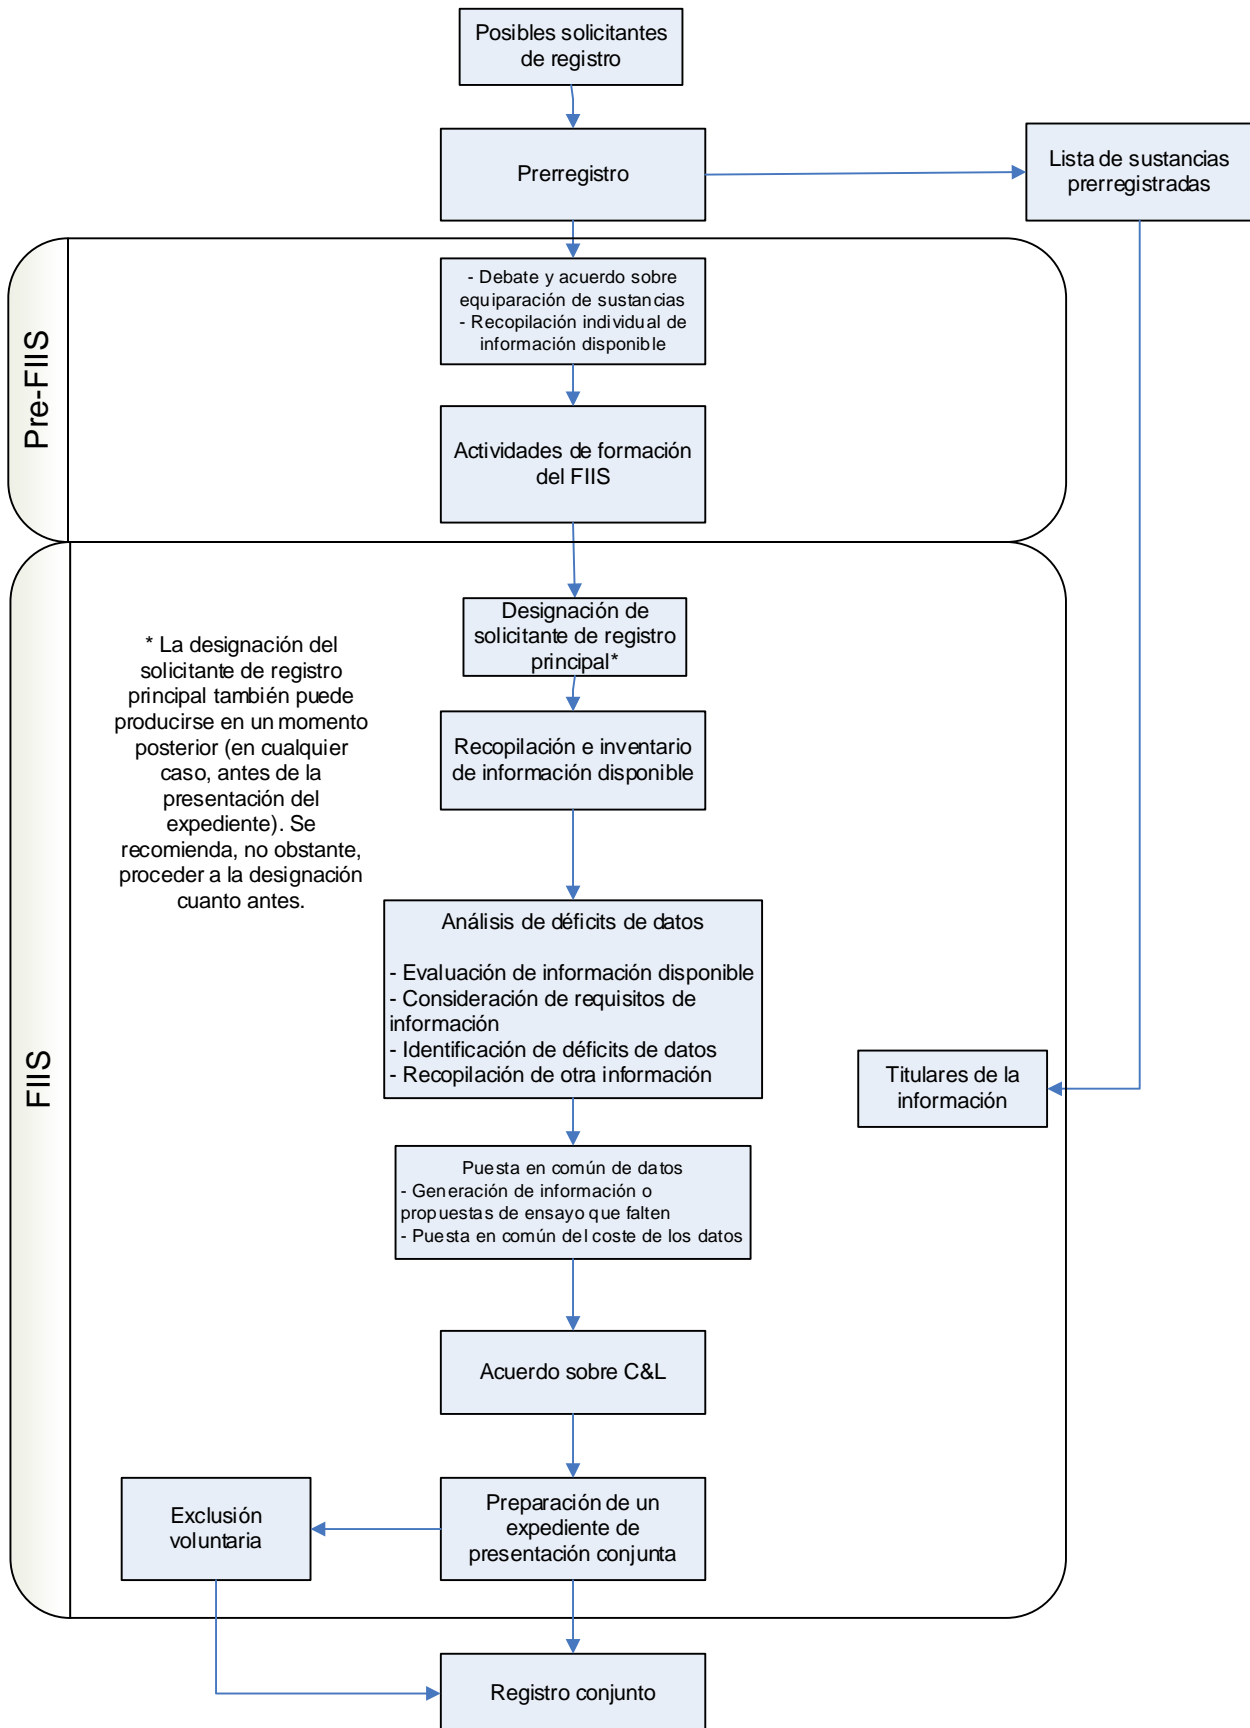 Posibles solicitantes
de registro
Prerregistro
Lista de sustancias
prerregistradas
Pre-FIIS
- Debate y acuerdo sobre
equiparación de sustancias
- Recopilación individual de
información disponible
Actividades de formación
del FIIS
FIIS
Designación de
solicitante de registro
principal*
* La designación del
solicitante de registro
principal también puede
producirse en un momento
posterior (en cualquier
caso, antes de la
presentación del
expediente). Se
recomienda, no obstante,
proceder a la designación
cuanto antes.
Recopilación e inventario
de información disponible
Análisis de déficits de datos
- Evaluación de información disponible
- Consideración de requisitos de
información
- Identificación de déficits de datos
- Recopilación de otra información
Titulares de la
información
Puesta en común de datos
- Generación de información o
propuestas de ensayo que falten
- Puesta en común del coste de los datos
Acuerdo sobre C&L
Exclusión
voluntaria
Preparación de un
expediente de
presentación conjunta
Registro conjunto